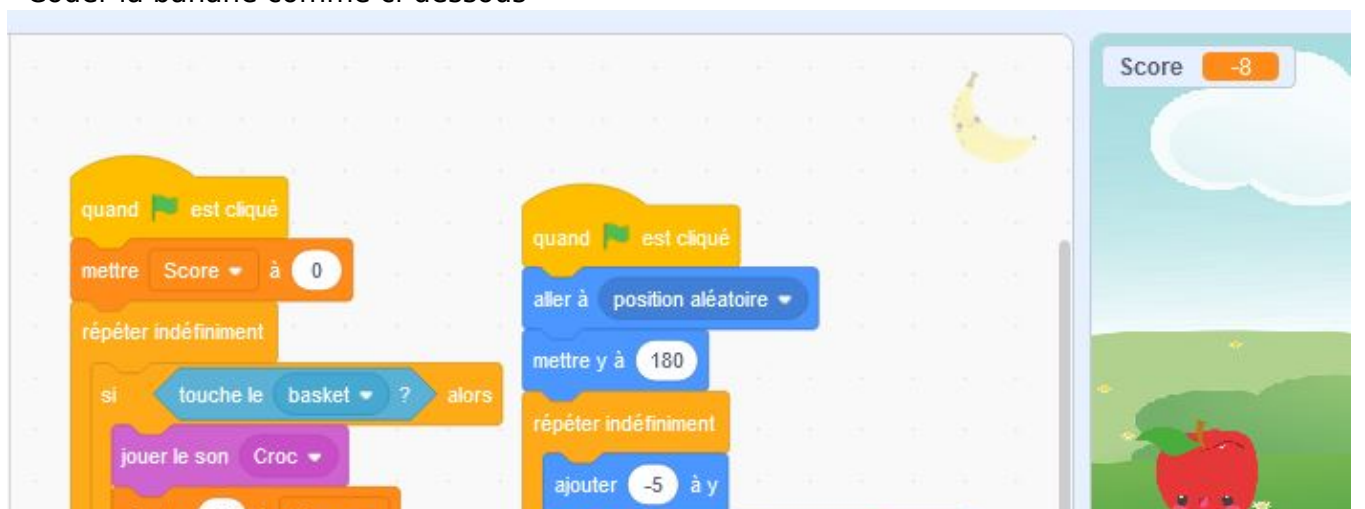 Coder la banane comme ci-dessous
Score -8
quand est cliqué
mettre Score à 0
répéter indéfiniment
si touche le basket ? alors
jouer le son Croc
quand est cliqué
aller à position aléatoire
mettre y à 180
répéter indéfiniment
ajouter -5 à y